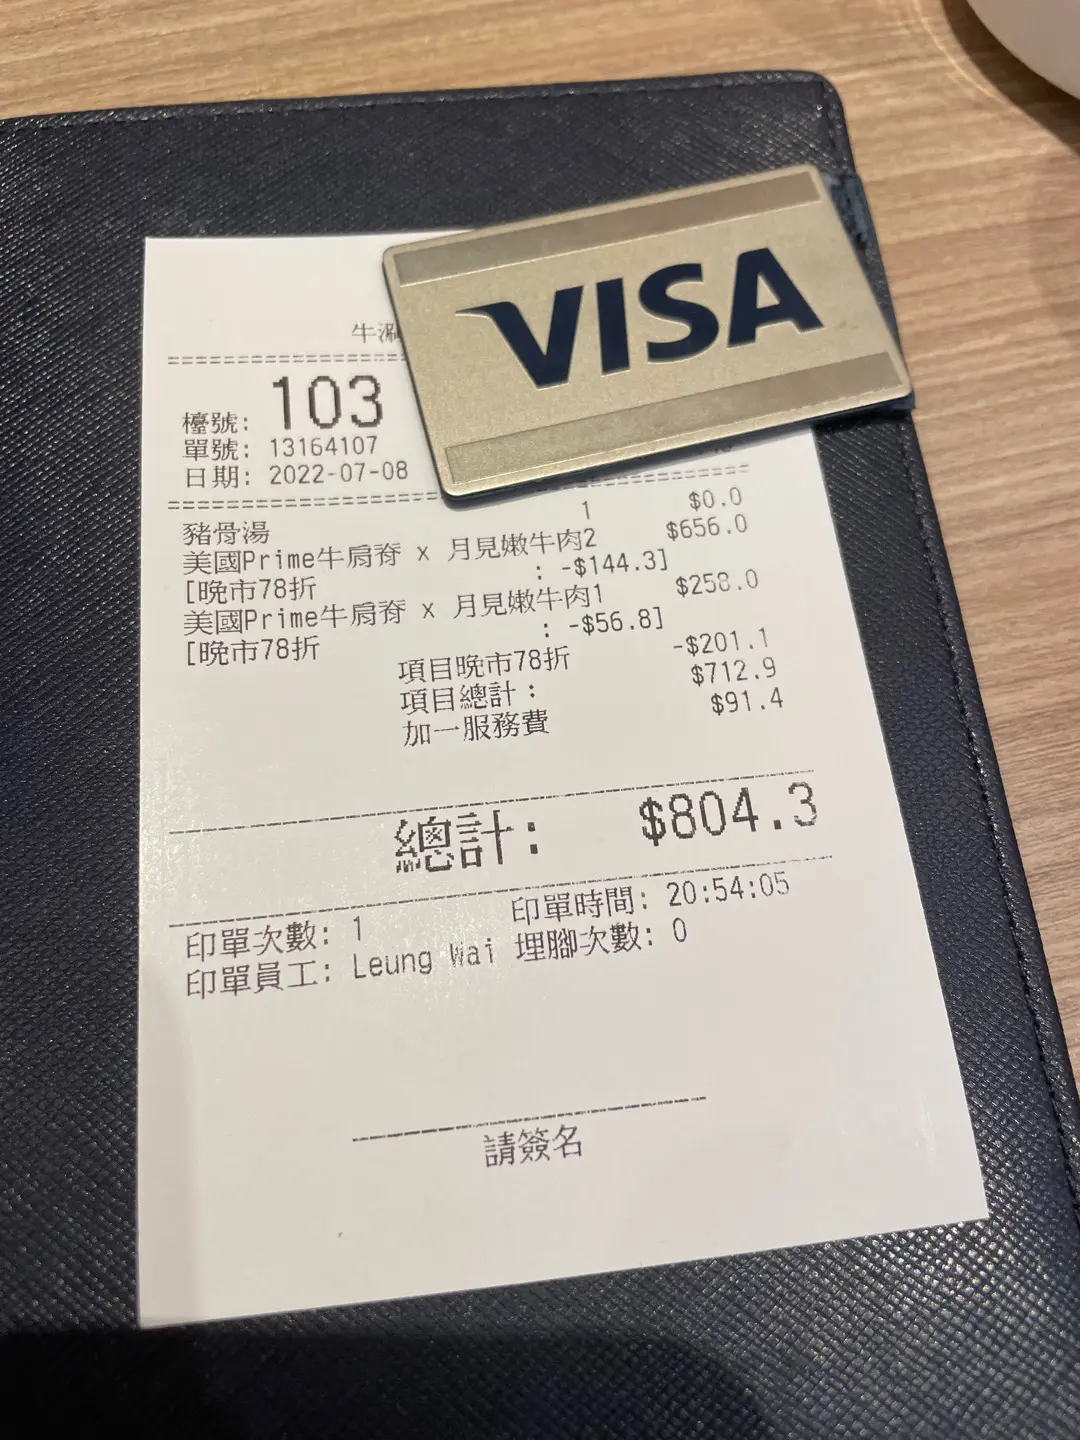 VISA
牛涮
檯號: 103
單號: 13164107
日期: 2022-07-08
豬骨湯 1 $0.0
美國Prime牛肩脊 x 月見嫩牛肉2 $656.0
[晚市78折 : -$144.3]
美國Prime牛肩脊 x 月見嫩牛肉1 $258.0
[晚市78折 : -$56.8]
項目晚市78折 -$201.1
項目總計: $712.9
加一服務費 $91.4
總計: $804.3
印單次數: 1 印單時間: 20:54:05
印單員工: Leung Wai 埋腳次數: 0
請簽名